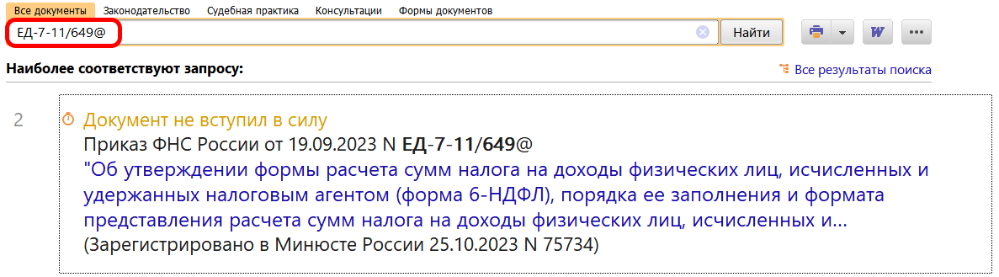 Все документы Законодательство Судебная практика Консультации Формы документов
ЕД-7-11/649@ Найти W
Наиболее соответствуют запросу: Все результаты поиска
2 Документ не вступил в силу
Приказ ФНС России от 19.09.2023 N ЕД-7-11/649@
"Об утверждении формы расчета сумм налога на доходы физических лиц, исчисленных и
удержанных налоговым агентом (форма 6-НДФЛ), порядка ее заполнения и формата
представления расчета сумм налога на доходы физических лиц, исчисленных и...
(Зарегистрировано в Минюсте России 25.10.2023 N 75734)